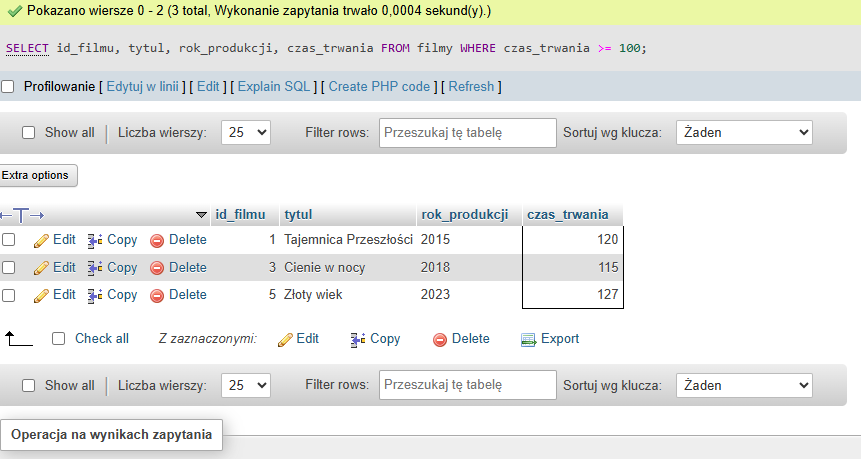 Pokazano wiersze 0 - 2 (3 total, Wykonanie zapytania trwało 0,0004 sekund(y).)
SELECT id_filmu, tytul, rok_produkcji, czas_trwania FROM filmy WHERE czas_trwania >= 100;
Profilowanie [ Edytuj w linii ] [ Edit ] [ Explain SQL ] [ Create PHP code ] [ Refresh ]
Show all Liczba wierszy: 25 Filter rows: Przeszukaj tę tabelę Sortuj wg klucza: Żaden
Extra options
←T→ id_filmu tytul rok_produkcji czas_trwania
Edit Copy Delete 1 Tajemnica Przeszłości 2015 120
Edit Copy Delete 3 Cienie w nocy 2018 115
Edit Copy Delete 5 Złoty wiek 2023 127
Check all Z zaznaczonymi: Edit Copy Delete Export
Show all Liczba wierszy: 25 Filter rows: Przeszukaj tę tabelę Sortuj wg klucza: Żaden
Operacja na wynikach zapytania